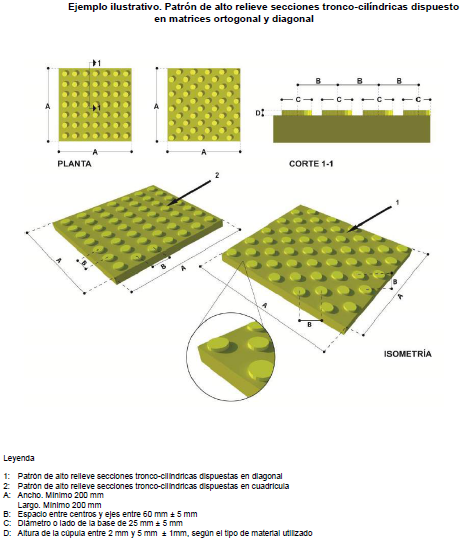 Ejemplo ilustrativo. Patrón de alto relieve secciones tronco-cilíndricas dispuesto
en matrices ortogonal y diagonal
1
B B B
A
A
C C C C
1
D
A
A
PLANTA
CORTE 1-1
2
1
A
B
B
A
B
A
A
B
ISOMETRÍA
Leyenda
1: Patrón de alto relieve secciones tronco-cilíndricas dispuestas en diagonal
2: Patrón de alto relieve secciones tronco-cilíndricas dispuestas en cuadrícula
A: Ancho. Mínimo 200 mm
Largo. Mínimo 200 mm
B: Espacio entre centros y ejes entre 60 mm ± 5 mm
C: Diámetro o lado de la base de 25 mm ± 5 mm
D: Altura de la cúpula entre 2 mm y 5 mm ± 1mm, según el tipo de material utilizado